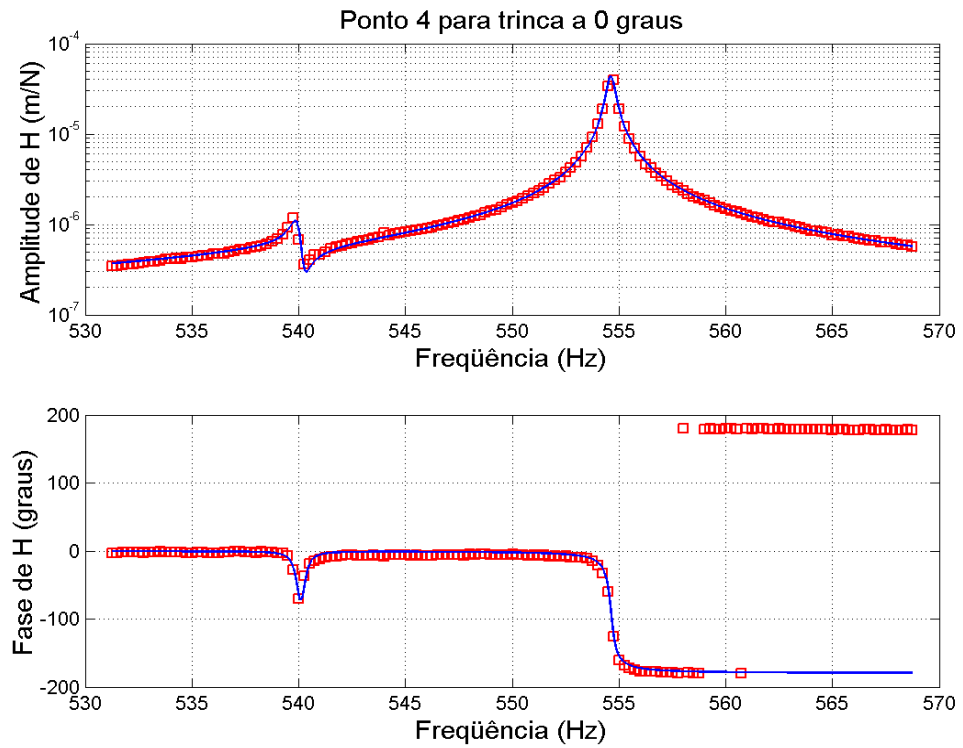 Ponto 4 para trinca a 0 graus
Amplitude de H (m/N)
10^-4
10^-5
10^-6
10^-7
530 535 540 545 550 555 560 565 570
Freqüência (Hz)
Fase de H (graus)
200
100
0
-100
-200
530 535 540 545 550 555 560 565 570
Freqüência (Hz)